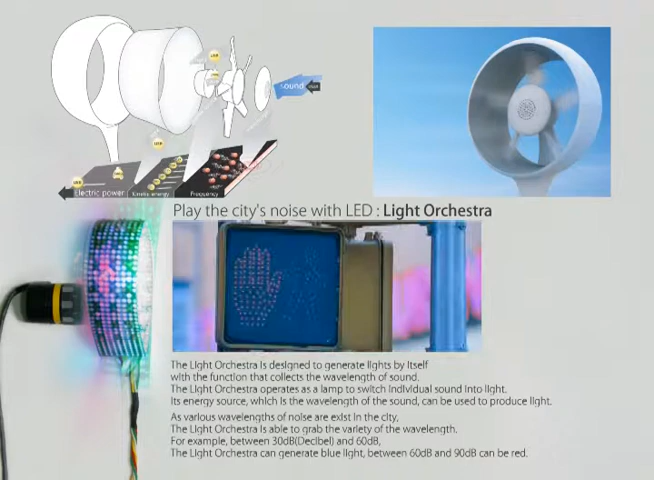 sound
Electric power
Kinetic energy
Frequency
Play the city's noise with LED : Light Orchestra
The Light Orchestra is designed to generate lights by itself
with the function that collects the wavelength of sound.
The Light Orchestra operates as a lamp to switch individual sound into light.
Its energy source, which is the wavelength of the sound, can be used to produce light.
As various wavelengths of noise are exist in the city,
The Light Orchestra is able to grab the variety of the wavelength.
For example, between 30dB(Decibel) and 60dB,
The Light Orchestra can generate blue light, between 60dB and 90dB can be red.